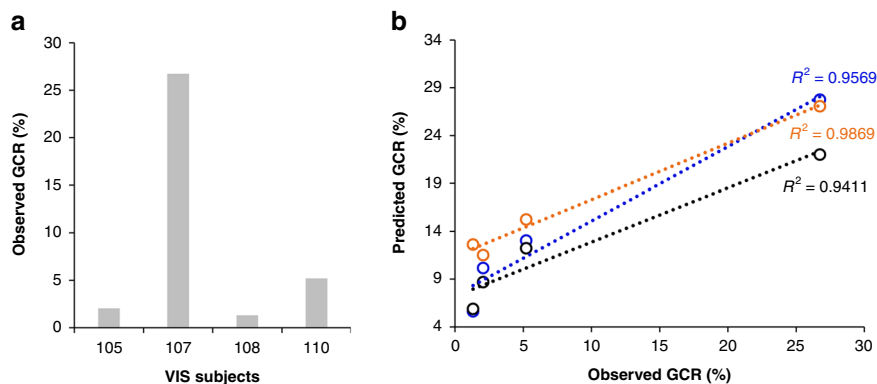 a
Observed GCR (%)
30
25
20
15
10
5
0
105 107 108 110
VIS subjects
b
Predicted GCR (%)
34
29
24
19
14
9
4
R² = 0.9569
R² = 0.9869
R² = 0.9411
0 5 10 15 20 25 30
Observed GCR (%)